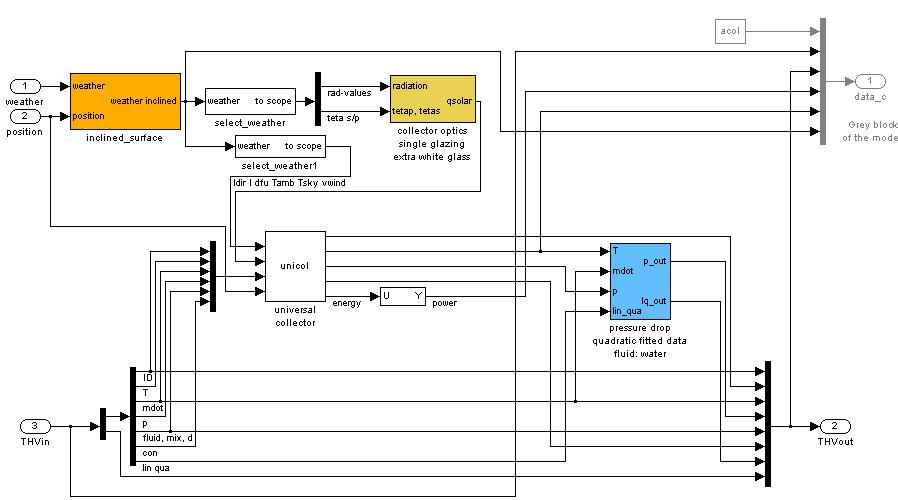 acol
1
weather
2
position
weather
weather inclined
position
inclined_surface
weather to scope
select_weather
rad-values
teta s/p
radiation
qsolar
tetap, tetas
collector optics
single glazing
extra white glass
1
data_c
Grey block
of the mode
weather to scope
select_weather1
Idir I dfu Tamb Tsky vwind
unicol
universal
collector
energy
U Y
power
T
p_out
mdot
p
lq_out
lin_qua
pressure drop
quadratic fitted data
fluid: water
ID
T
mdot
p
fluid, mix, d
con
lin qua
3
THVin
2
THVout